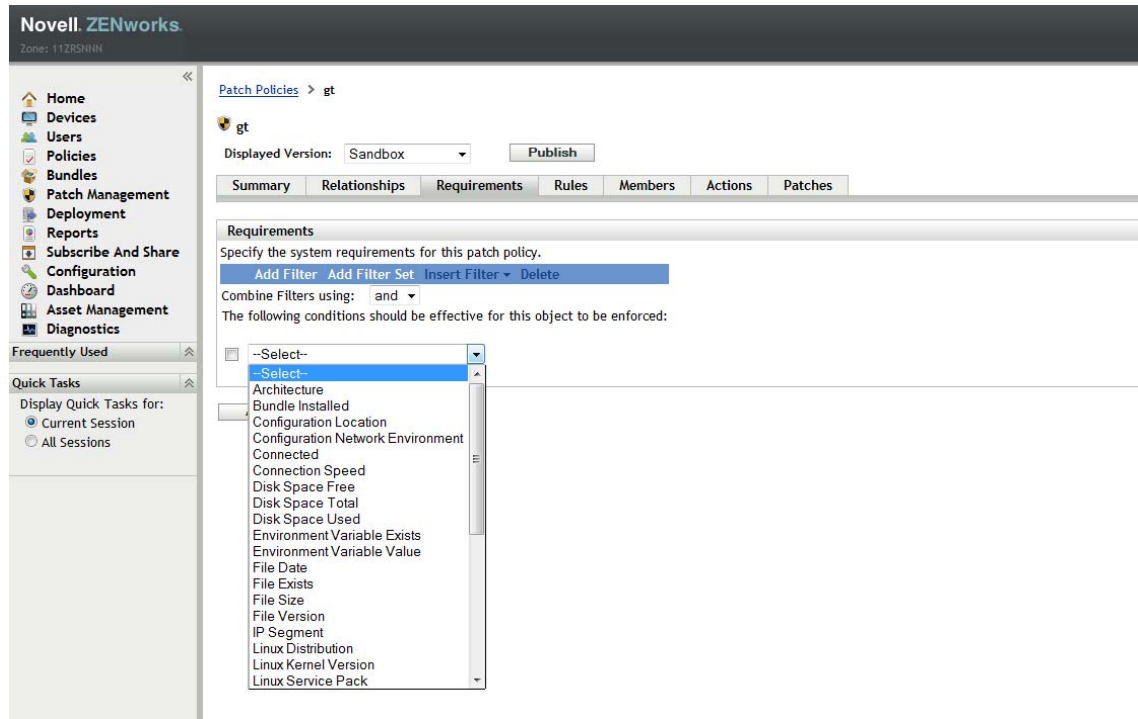 Novell. ZENworks.
Zone: 11ZRSNNN
Home
Devices
Users
Policies
Bundles
Patch Management
Deployment
Reports
Subscribe And Share
Configuration
Dashboard
Asset Management
Diagnostics
Frequently Used
Quick Tasks
Display Quick Tasks for:
Current Session
All Sessions
Patch Policies > gt
gt
Displayed Version: Sandbox Publish
Summary Relationships Requirements Rules Members Actions Patches
Requirements
Specify the system requirements for this patch policy.
Add Filter Add Filter Set Insert Filter Delete
Combine Filters using: and
The following conditions should be effective for this object to be enforced:
--Select--
--Select--
Architecture
Bundle Installed
Configuration Location
Configuration Network Environment
Connected
Connection Speed
Disk Space Free
Disk Space Total
Disk Space Used
Environment Variable Exists
Environment Variable Value
File Date
File Exists
File Size
File Version
IP Segment
Linux Distribution
Linux Kernel Version
Linux Service Pack